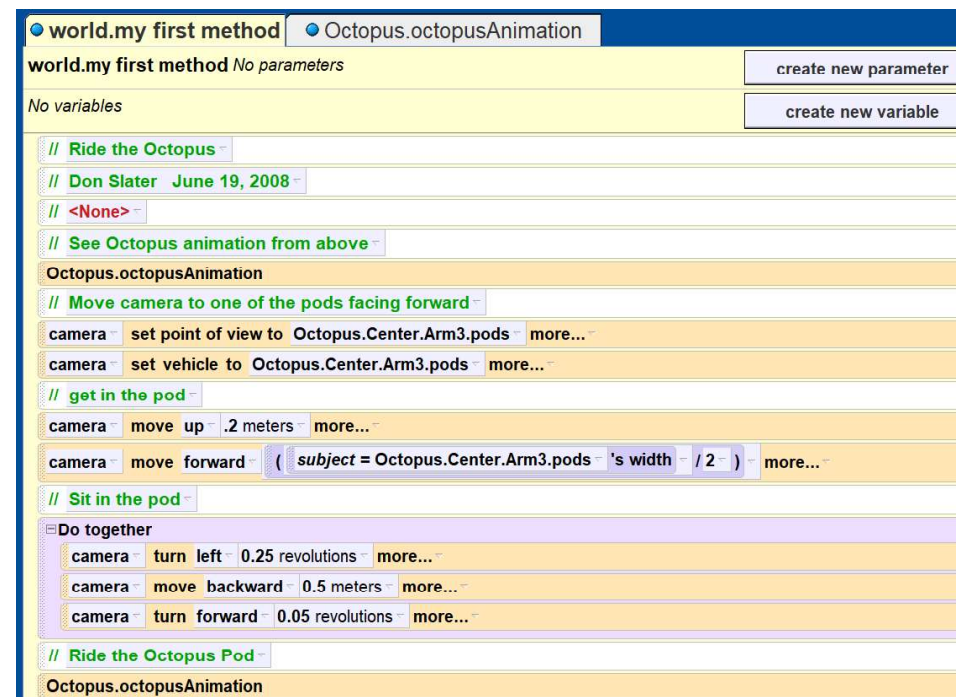 world.my first method Octopus.octopusAnimation
world.my first method No parameters create new parameter
No variables create new variable
// Ride the Octopus
// Don Slater June 19, 2008
// <None>
// See Octopus animation from above
Octopus.octopusAnimation
// Move camera to one of the pods facing forward
camera set point of view to Octopus.Center.Arm3.pods more...
camera set vehicle to Octopus.Center.Arm3.pods more...
// get in the pod
camera move up .2 meters more...
camera move forward ( subject = Octopus.Center.Arm3.pods 's width / 2 ) more...
// Sit in the pod
Do together
camera turn left 0.25 revolutions more...
camera move backward 0.5 meters more...
camera turn forward 0.05 revolutions more...
// Ride the Octopus Pod
Octopus.octopusAnimation